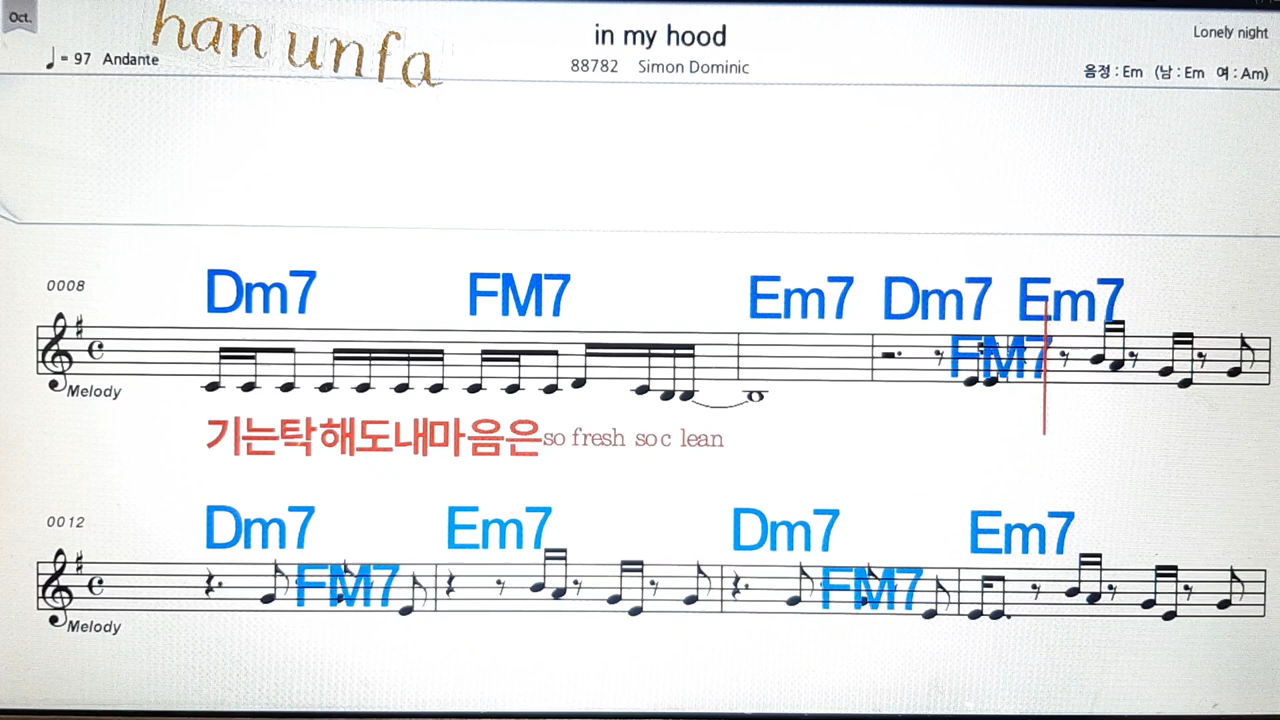 Oct.
han unfa
in my hood
Lonely night
♩ = 97 Andante
88782 Simon Dominic
음정 : Em (남 : Em 여 : Am)
0008
Dm7 FM7 Em7 Dm7 Em7
FM7
Melody
기는탁해도내마음은so fresh so c lean
0012
Dm7 Em7 Dm7 Em7
FM7 FM7
Melody